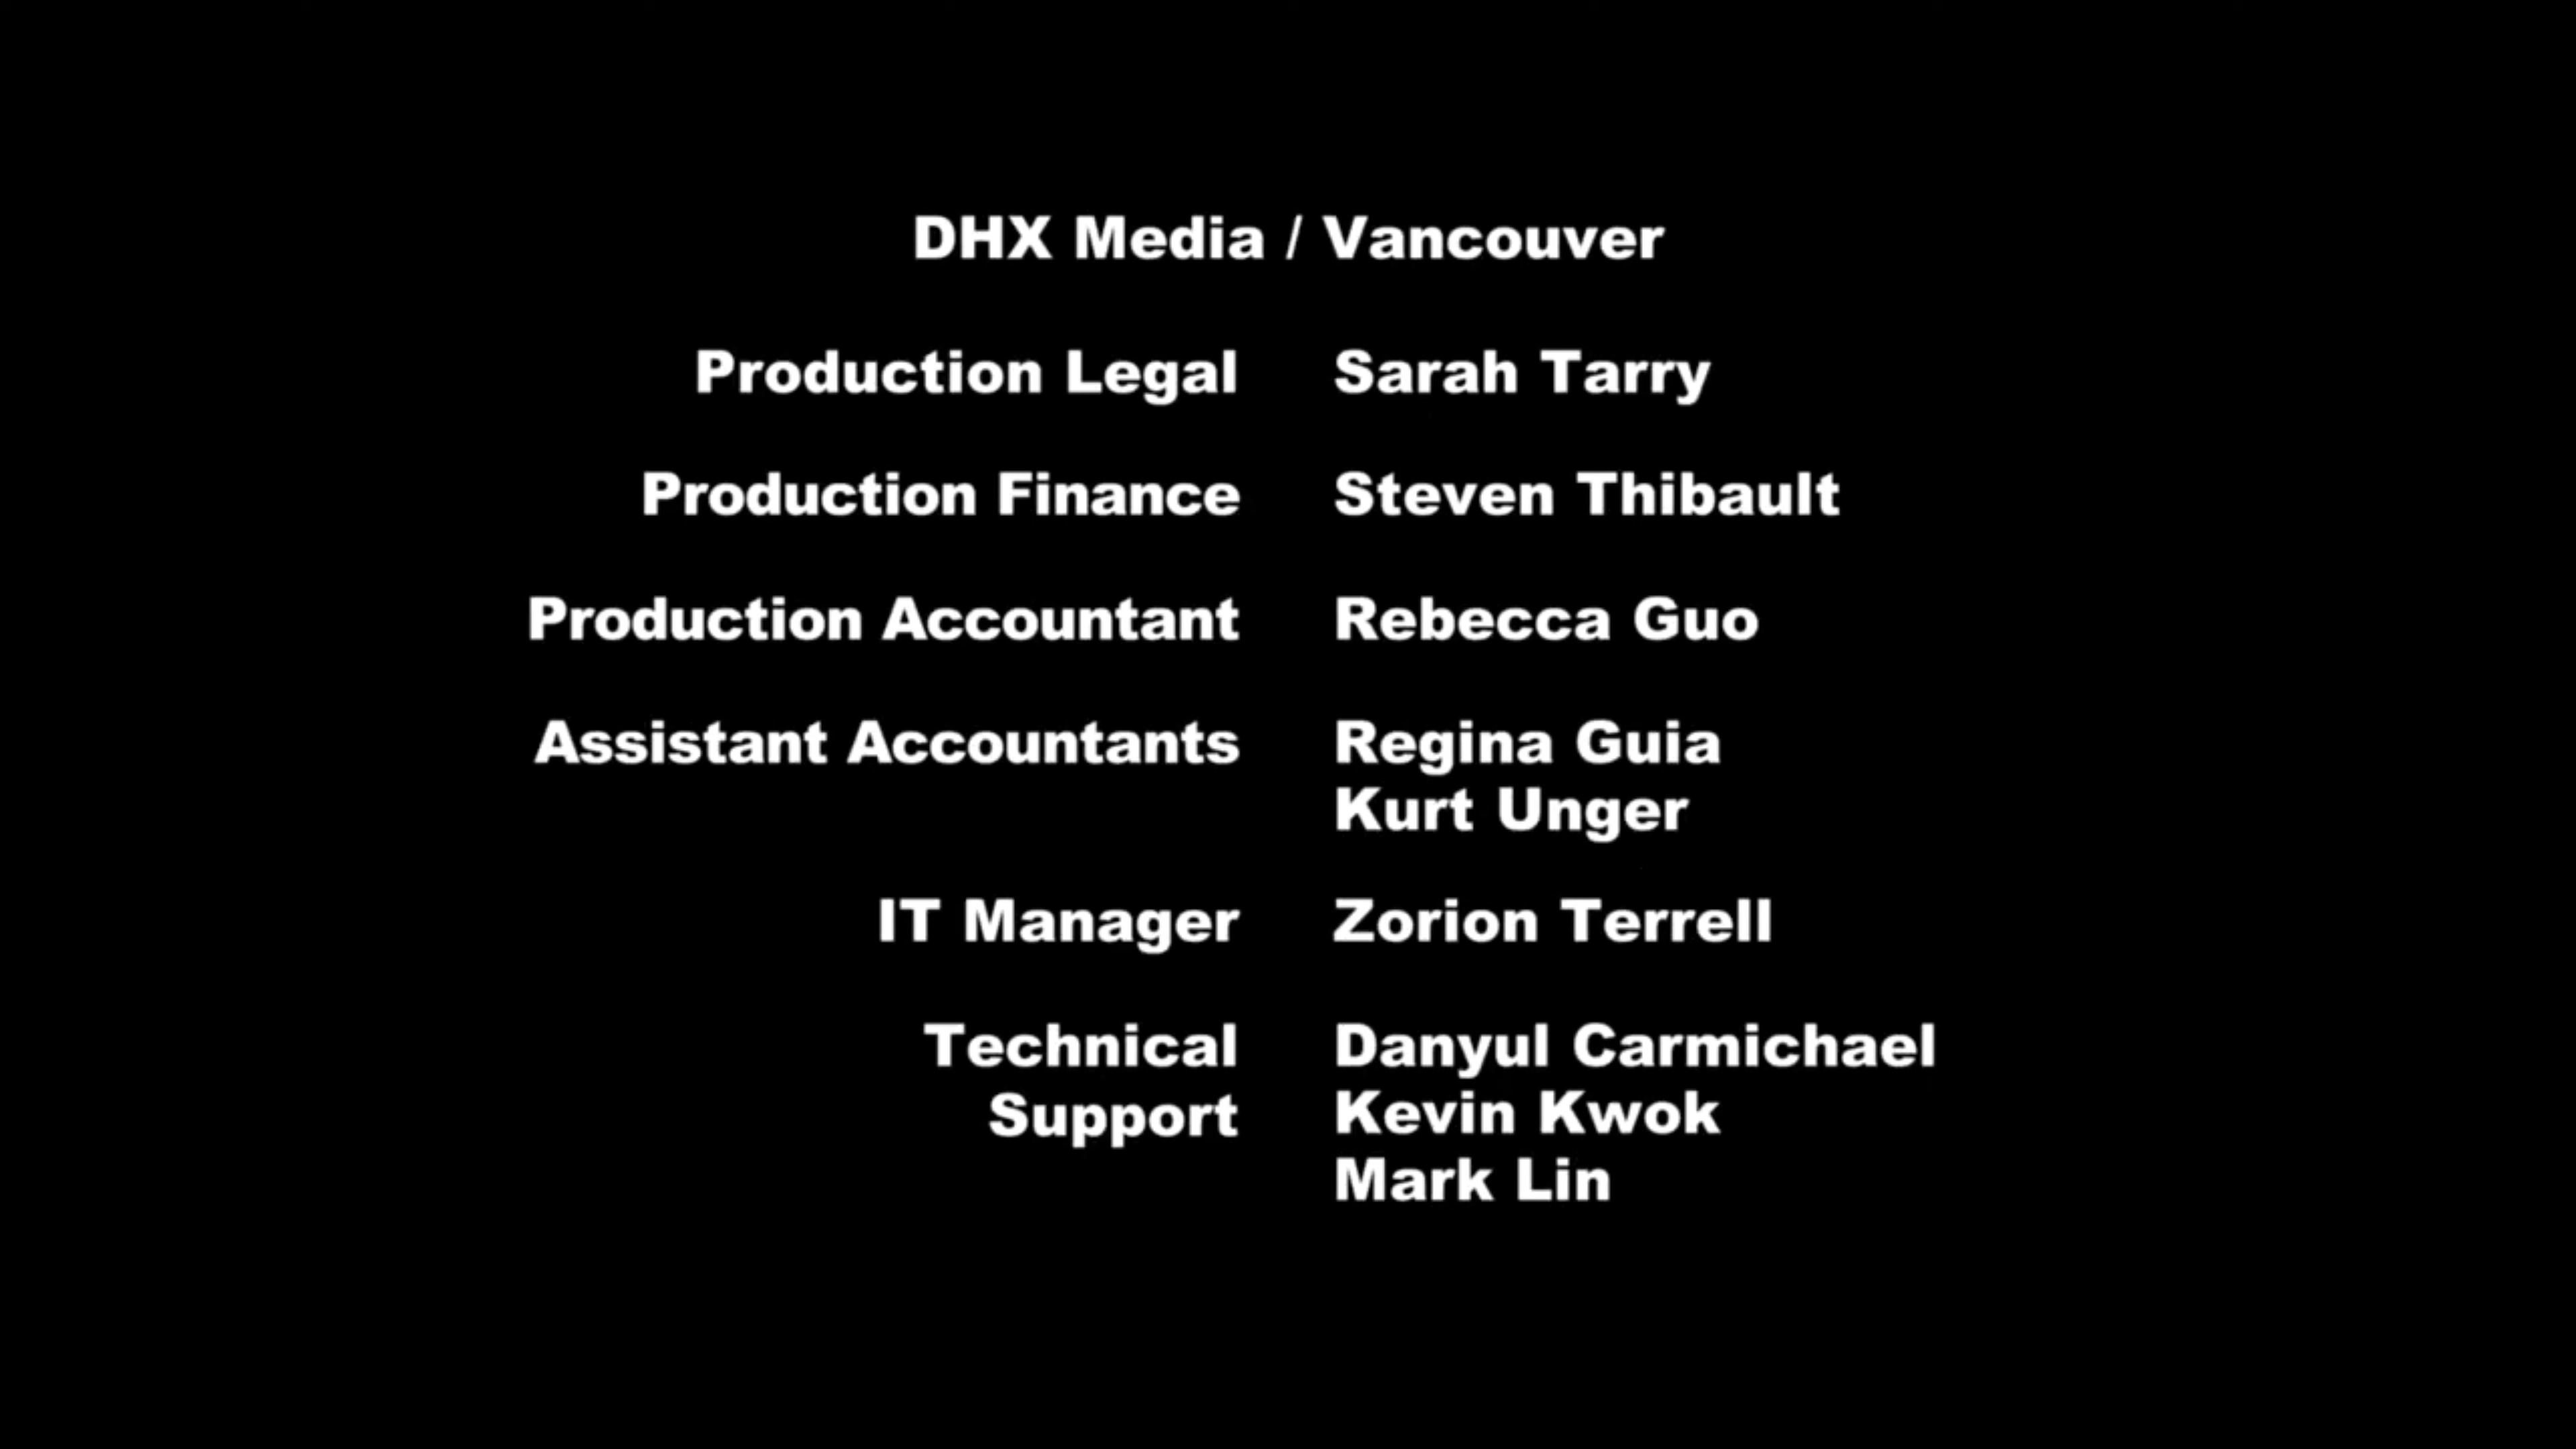 DHX Media / Vancouver
Production Legal Sarah Tarry
Production Finance Steven Thibault
Production Accountant Rebecca Guo
Assistant Accountants Regina Guia
Kurt Unger
IT Manager Zorion Terrell
Technical Danyul Carmichael
Support Kevin Kwok
Mark Lin